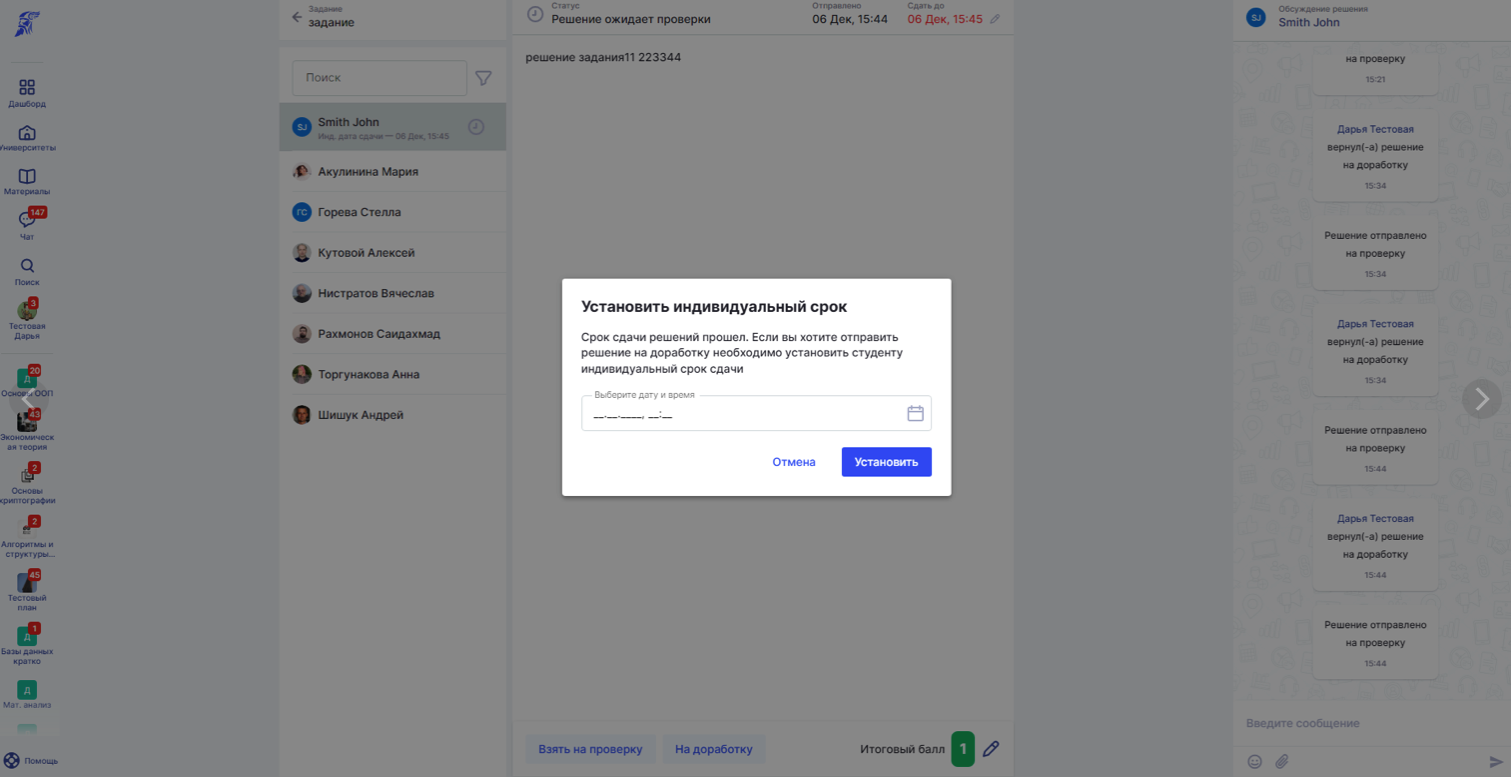 Дашборд
Университеты
Материалы
147
Чат
Поиск
3
Тестовая
Дарья
20
Д
Основы ООП
43
Экономическ
ая теория
2
Основы
криптографии
2
Алгоритмы и
структуры...
45
Тестовый
план
1
Д
Базы данных
кратко
Д
Мат. анализ
Помощь
Задание
задание
Поиск
SJ
Smith John
Инд. дата сдачи — 06 Дек, 15:45
Акулинина Мария
ГС
Горева Стелла
Кутовой Алексей
Нистратов Вячеслав
Рахмонов Саидахмад
Торгунакова Анна
Шишук Андрей
Статус
Решение ожидает проверки
Отправлено
06 Дек, 15:44
Сдать до
06 Дек, 15:45
решение задания11 223344
Установить индивидуальный срок
Срок сдачи решений прошел. Если вы хотите отправить
решение на доработку необходимо установить студенту
индивидуальный срок сдачи
Выберите дату и время
__.__.____, __:__
Отмена
Установить
Взять на проверку
На доработку
Итоговый балл
1
SJ
Обсуждение решения
Smith John
на проверку
15:21
Дарья Тестовая
вернул(-а) решение
на доработку
15:34
Решение отправлено
на проверку
15:34
Дарья Тестовая
вернул(-а) решение
на доработку
15:34
Решение отправлено
на проверку
15:44
Дарья Тестовая
вернул(-а) решение
на доработку
15:44
Решение отправлено
на проверку
15:44
Введите сообщение